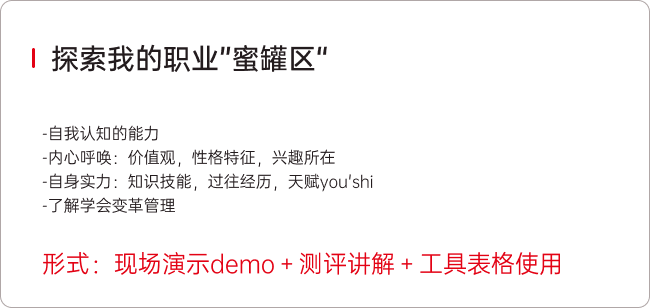 探索我的职业”蜜罐区“
-自我认知的能力
-内心呼唤：价值观，性格特征，兴趣所在
-自身实力：知识技能，过往经历，天赋you'shi
-了解学会变革管理
形式：现场演示demo + 测评讲解 + 工具表格使用